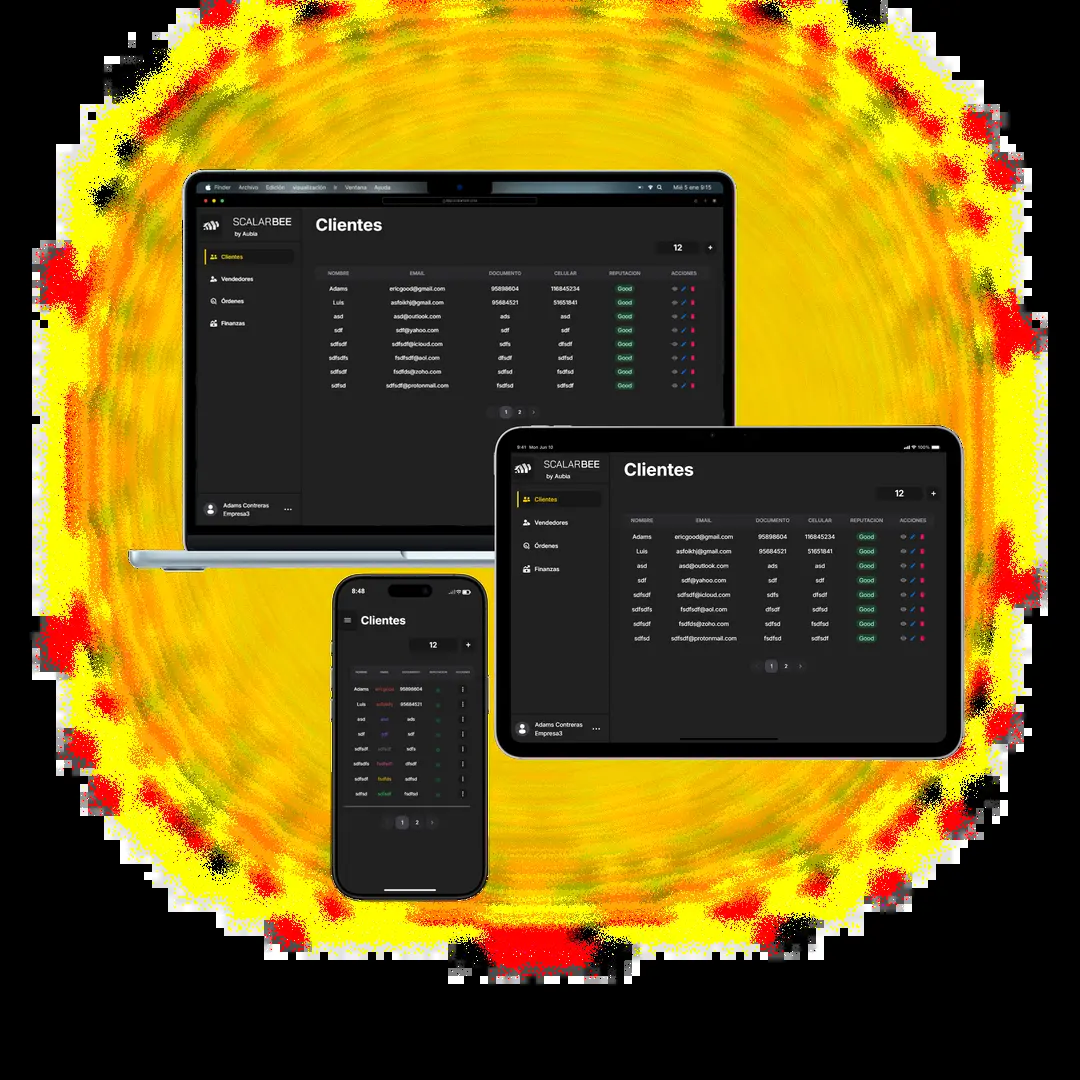 Finder Archivo Edición visualización Ir Ventana Ayuda
Mié 5 ene 9:15
SCALARBEE
by Aubia
Clientes
Vendedores
Órdenes
Finanzas
Adams Contreras
Empresa3
Clientes
12 +
NOMBRE EMAIL DOCUMENTO CELULAR REPUTACION ACCIONES
Adams ericgood@gmail.com 95898604 116845234 Good
Luis asfoikhj@gmail.com 95684521 51651841 Good
asd asd@outlook.com ads asd Good
sdf sdf@yahoo.com sdf sdf Good
sdfsdf sdfsdf@icloud.com sdfs dfsdf Good
sdfsdfs fsdfsdf@aol.com dfsdf sdfsd Good
sdfsdf fsdfds@zoho.com sdfsd fsdfsd Good
sdfsd sdfsdf@protonmail.com fsdfsd sdfsdf Good
1 2 >
9:41 Mon Jun 10
100%
SCALARBEE
by Aubia
Clientes
Vendedores
Órdenes
Finanzas
Adams Contreras
Empresa3
Clientes
12 +
NOMBRE EMAIL DOCUMENTO CELULAR REPUTACION ACCIONES
Adams ericgood@gmail.com 95898604 116845234 Good
Luis asfoikhj@gmail.com 95684521 51651841 Good
asd asd@outlook.com ads asd Good
sdf sdf@yahoo.com sdf sdf Good
sdfsdf sdfsdf@icloud.com sdfs dfsdf Good
sdfsdfs fsdfsdf@aol.com dfsdf sdfsd Good
sdfsdf fsdfds@zoho.com sdfsd fsdfsd Good
sdfsd sdfsdf@protonmail.com fsdfsd sdfsdf Good
1 2 >
8:48
Clientes
12 +
Adams 95898604
Luis 95684521
asd asd ads
sdf sdf sdf
sdfsdf sdfs
sdfsdfs dfsdf
sdfsdf fsdfds sdfsd
sdfsd fsdfsd
1 2 >